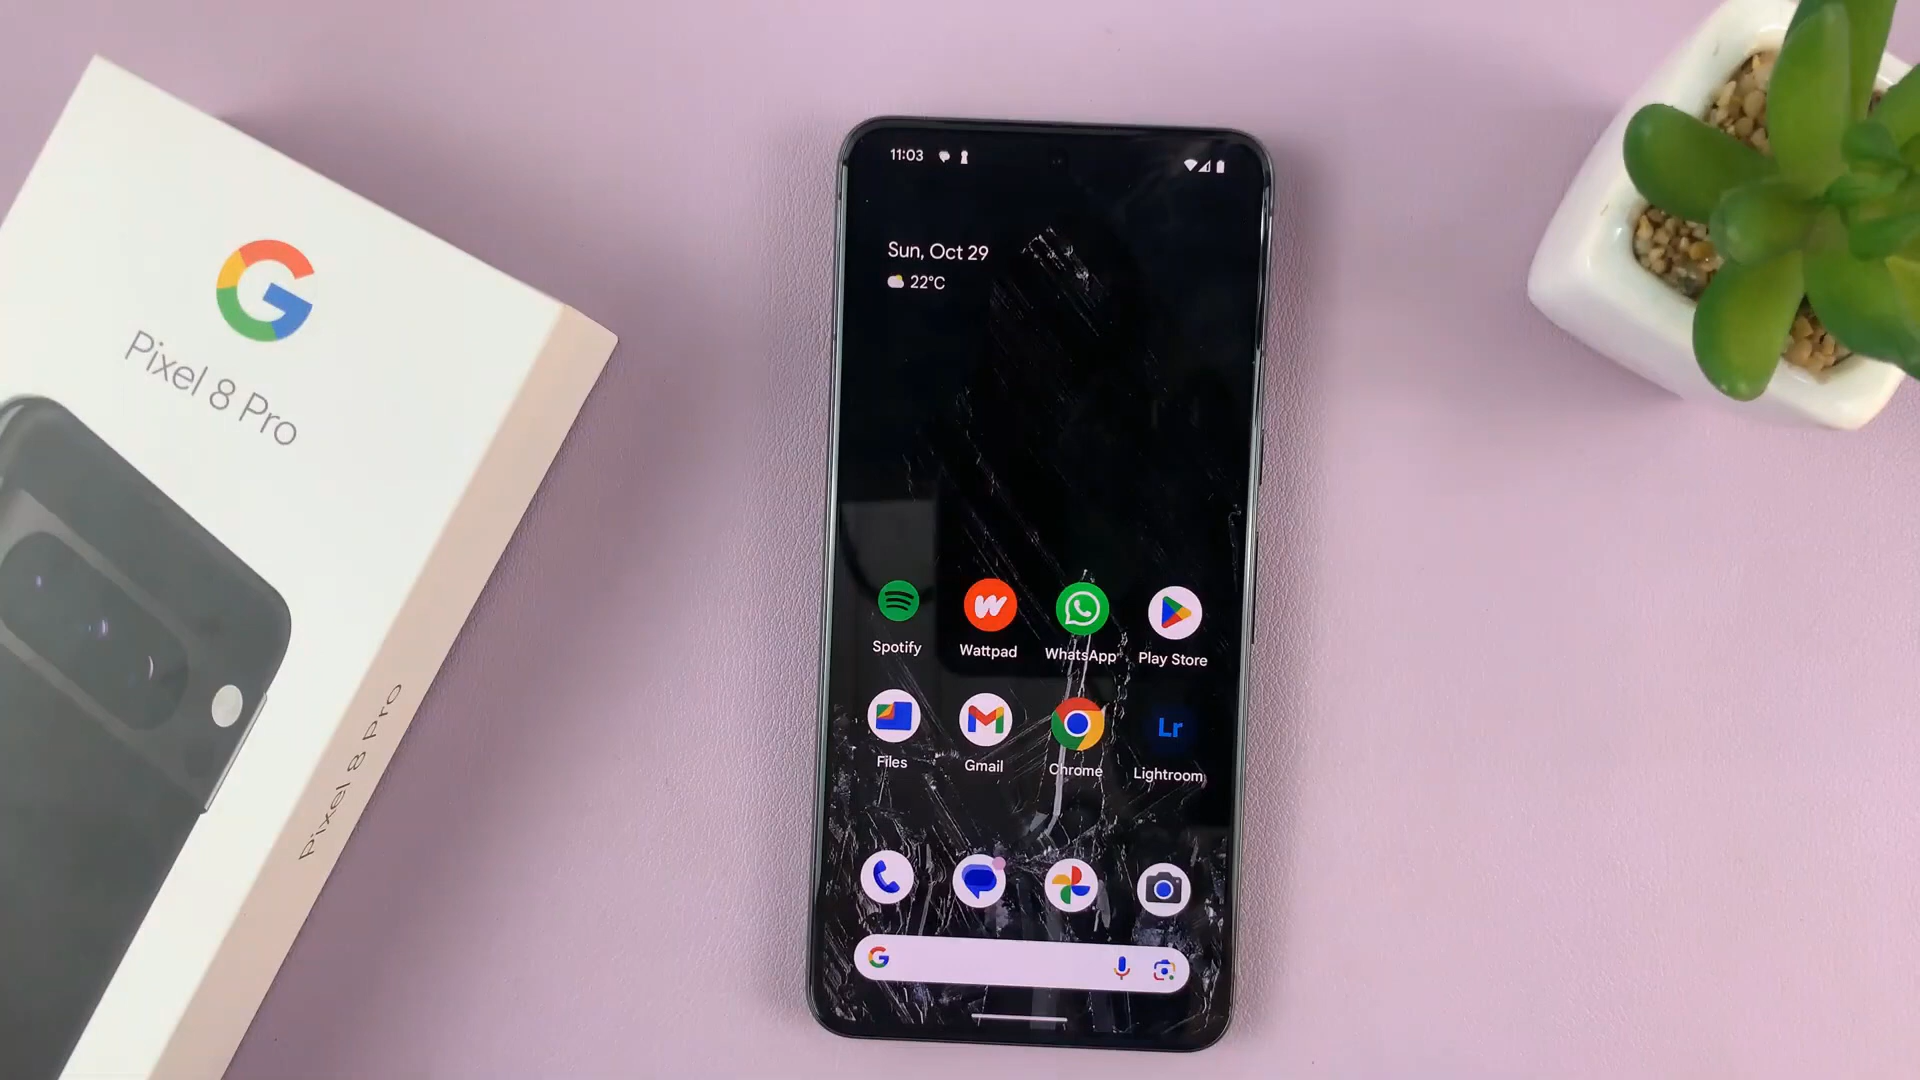 Pixel 8 Pro
Pixel 8 Pro
11:03
Sun, Oct 29
22°C
Spotify
Wattpad
WhatsApp
Play Store
Files
Gmail
Chrome
Lr
Lightroom